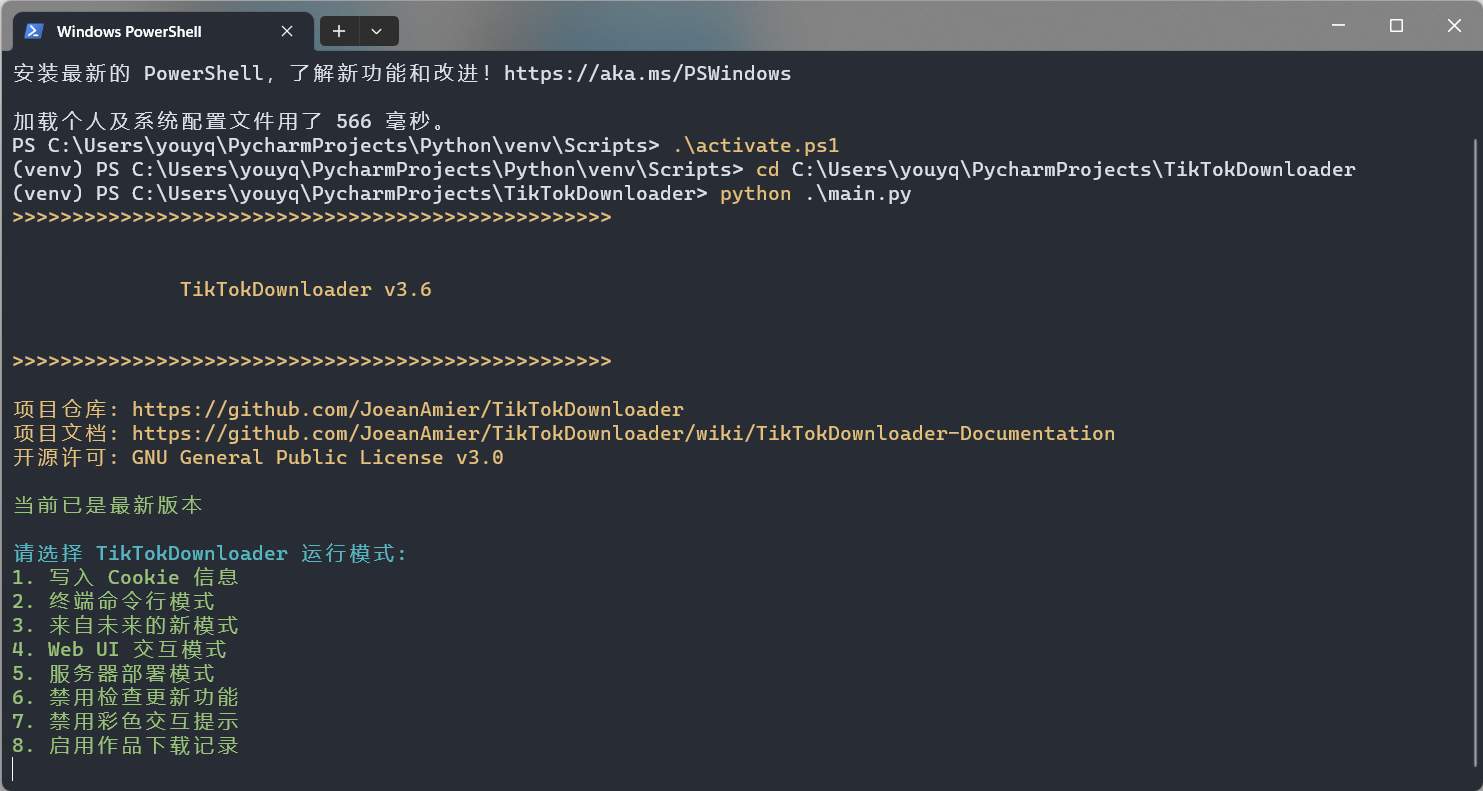 Windows PowerShell
安装最新的 PowerShell，了解新功能和改进！https://aka.ms/PSWindows
加载个人及系统配置文件用了 566 毫秒。
PS C:\Users\youyq\PycharmProjects\Python\venv\Scripts> .\activate.ps1
(venv) PS C:\Users\youyq\PycharmProjects\Python\venv\Scripts> cd C:\Users\youyq\PycharmProjects\TikTokDownloader
(venv) PS C:\Users\youyq\PycharmProjects\TikTokDownloader> python .\main.py
>>>>>>>>>>>>>>>>>>>>>>>>>>>>>>>>>>>>>>>>>>>>>>>>>>
TikTokDownloader v3.6
>>>>>>>>>>>>>>>>>>>>>>>>>>>>>>>>>>>>>>>>>>>>>>>>>>
项目仓库: https://github.com/JoeanAmier/TikTokDownloader
项目文档: https://github.com/JoeanAmier/TikTokDownloader/wiki/TikTokDownloader-Documentation
开源许可: GNU General Public License v3.0
当前已是最新版本
请选择 TikTokDownloader 运行模式:
1. 写入 Cookie 信息
2. 终端命令行模式
3. 来自未来的新模式
4. Web UI 交互模式
5. 服务器部署模式
6. 禁用检查更新功能
7. 禁用彩色交互提示
8. 启用作品下载记录